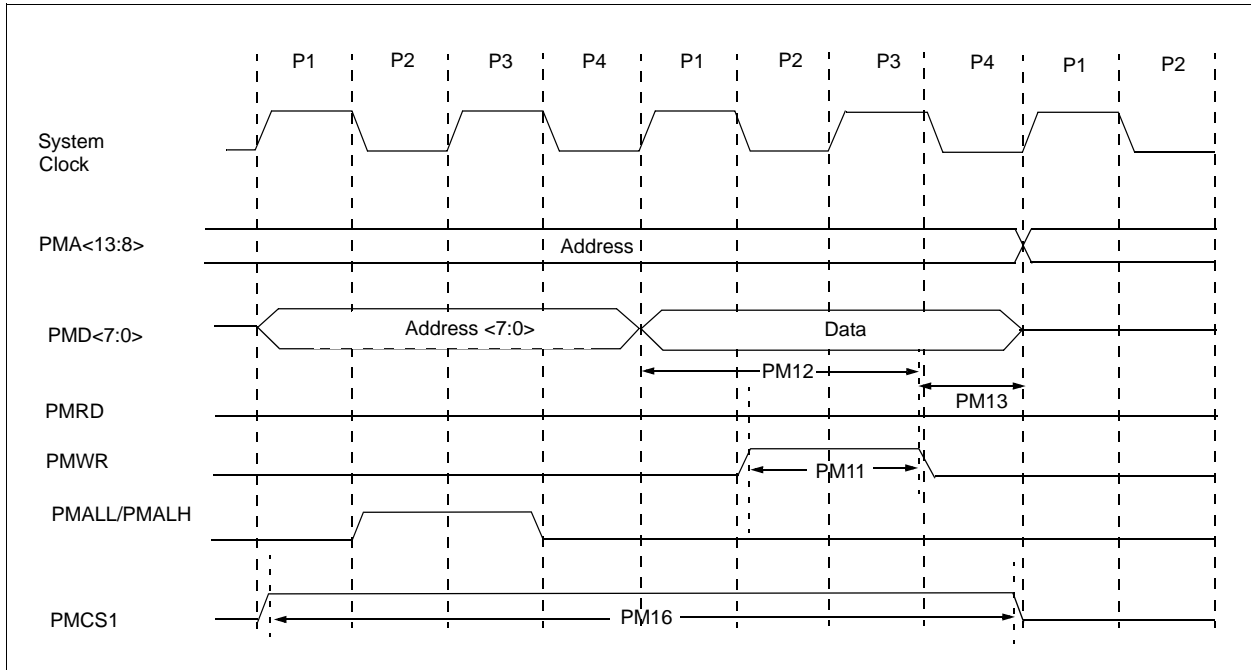 P1 P2 P3 P4 P1 P2 P3 P4 P1 P2
System
Clock
PMA<13:8>
Address
PMD<7:0>
Address <7:0>
Data
PM12
PM13
PMRD
PMWR
PM11
PMALL/PMALH
PMCS1
PM16